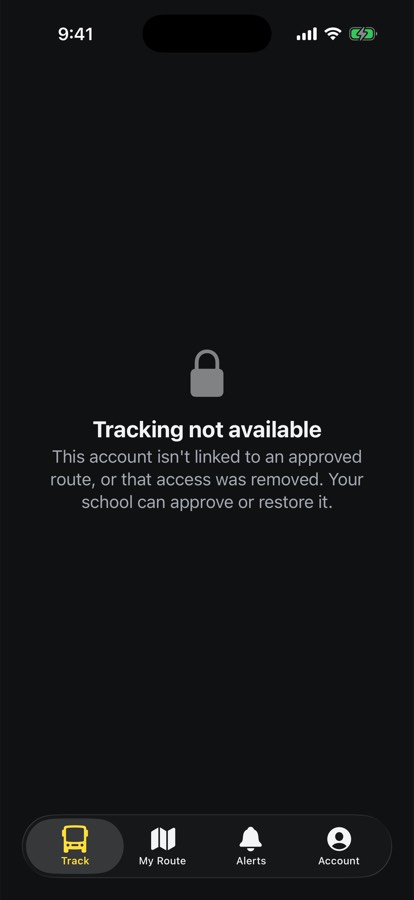 9:41
Tracking not available
This account isn't linked to an approved
route, or that access was removed. Your
school can approve or restore it.
Track
My Route
Alerts
Account